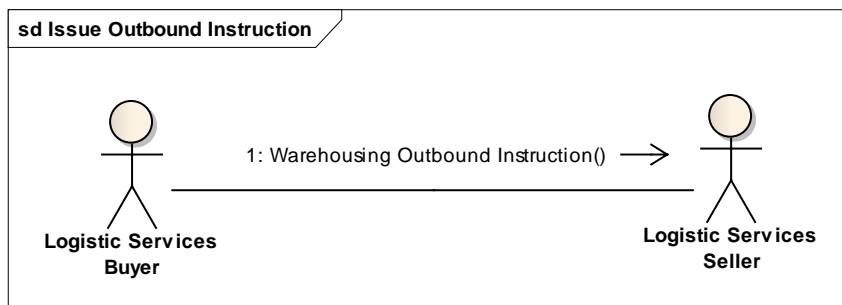 sd Issue Outbound Instruction
1: Warehousing Outbound Instruction()
Logistic Services
Buyer
Logistic Services
Seller